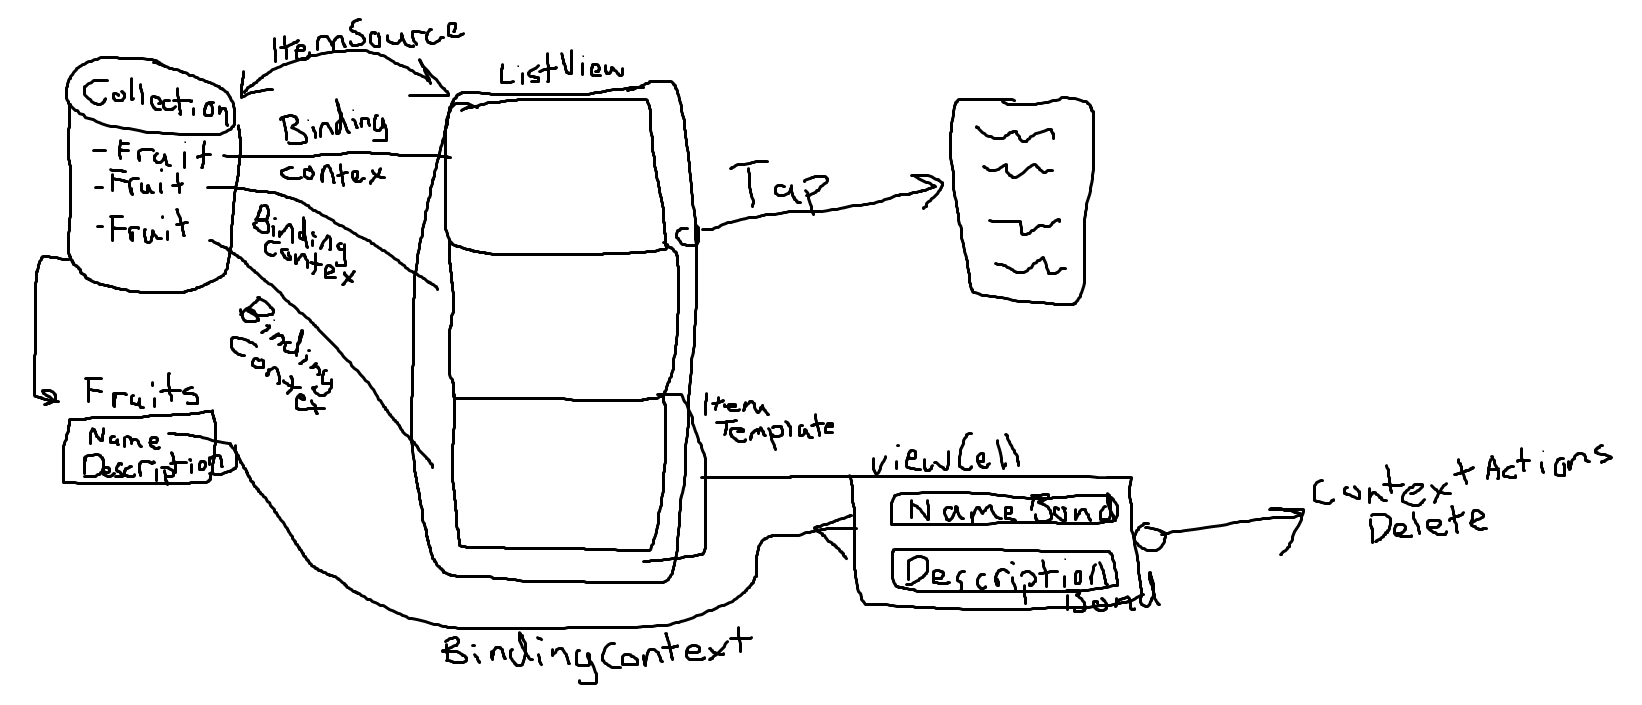 ItemSource
ListView
Collection
- Fruit
- Fruit
- Fruit
Binding
contex
Binding
Contex
Binding
Context
Tap
Fruits
Name
Description
Item
Template
viewCell
Name Bond
Description
Bond
Context Actions
Delete
BindingContext